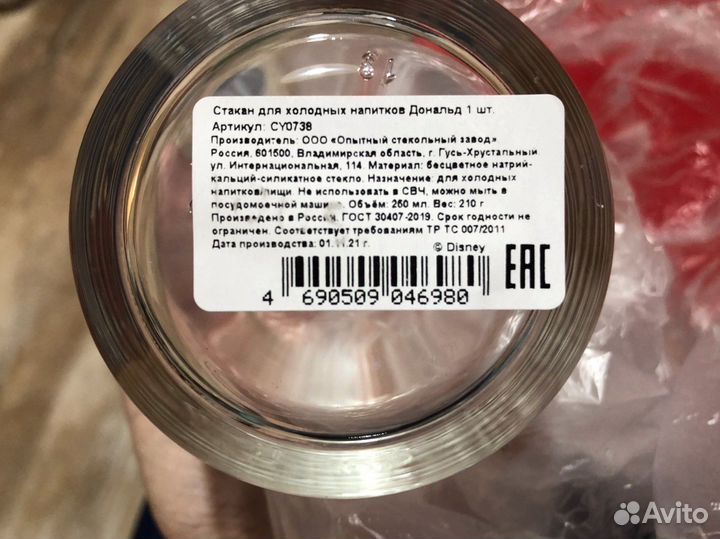 Стакан для холодных напитков Дональд 1 шт.
Артикул: CY0738
Производитель: ООО «Опытный стекольный завод»
Россия, 601500, Владимирская область, г. Гусь-Хрустальный
ул. Интернациональная, 114. Материал: бесцветное натрий-
кальций-силикатное стекло. Назначение: для холодных
напитков/пищи. Не использовать в СВЧ, можно мыть в
посудомоечной Объём: 250 мл. Вес: 210 г
Произведено в России. ГОСТ 30407-2019. Срок годности не
ограничен. Соответствует требованиям ТР ТС 007/2011
Дата производства: 21 г.
© Disney
EAC
4 690509 046980
Avito